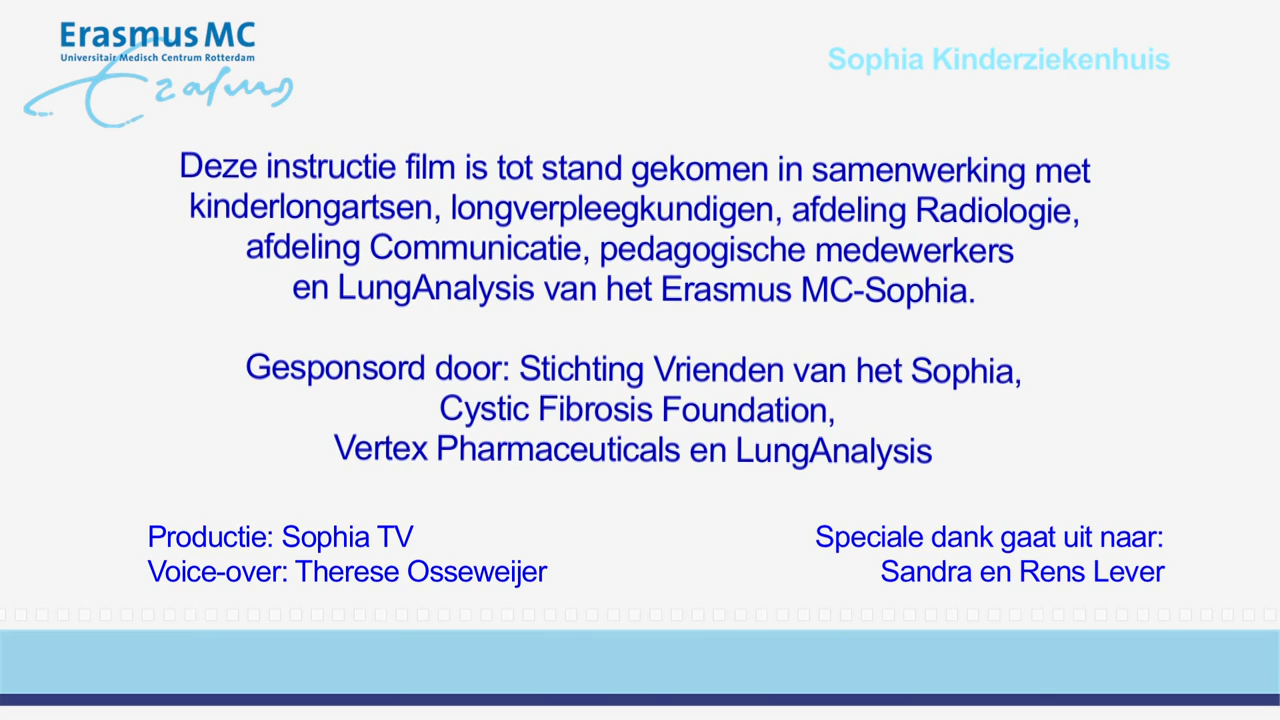 Erasmus MC
Universitair Medisch Centrum Rotterdam
Erasmus
Sophia Kinderziekenhuis
Deze instructie film is tot stand gekomen in samenwerking met
kinderlongartsen, longverpleegkundigen, afdeling Radiologie,
afdeling Communicatie, pedagogische medewerkers
en LungAnalysis van het Erasmus MC-Sophia.
Gesponsord door: Stichting Vrienden van het Sophia,
Cystic Fibrosis Foundation,
Vertex Pharmaceuticals en LungAnalysis
Productie: Sophia TV
Voice-over: Therese Osseweijer
Speciale dank gaat uit naar:
Sandra en Rens Lever